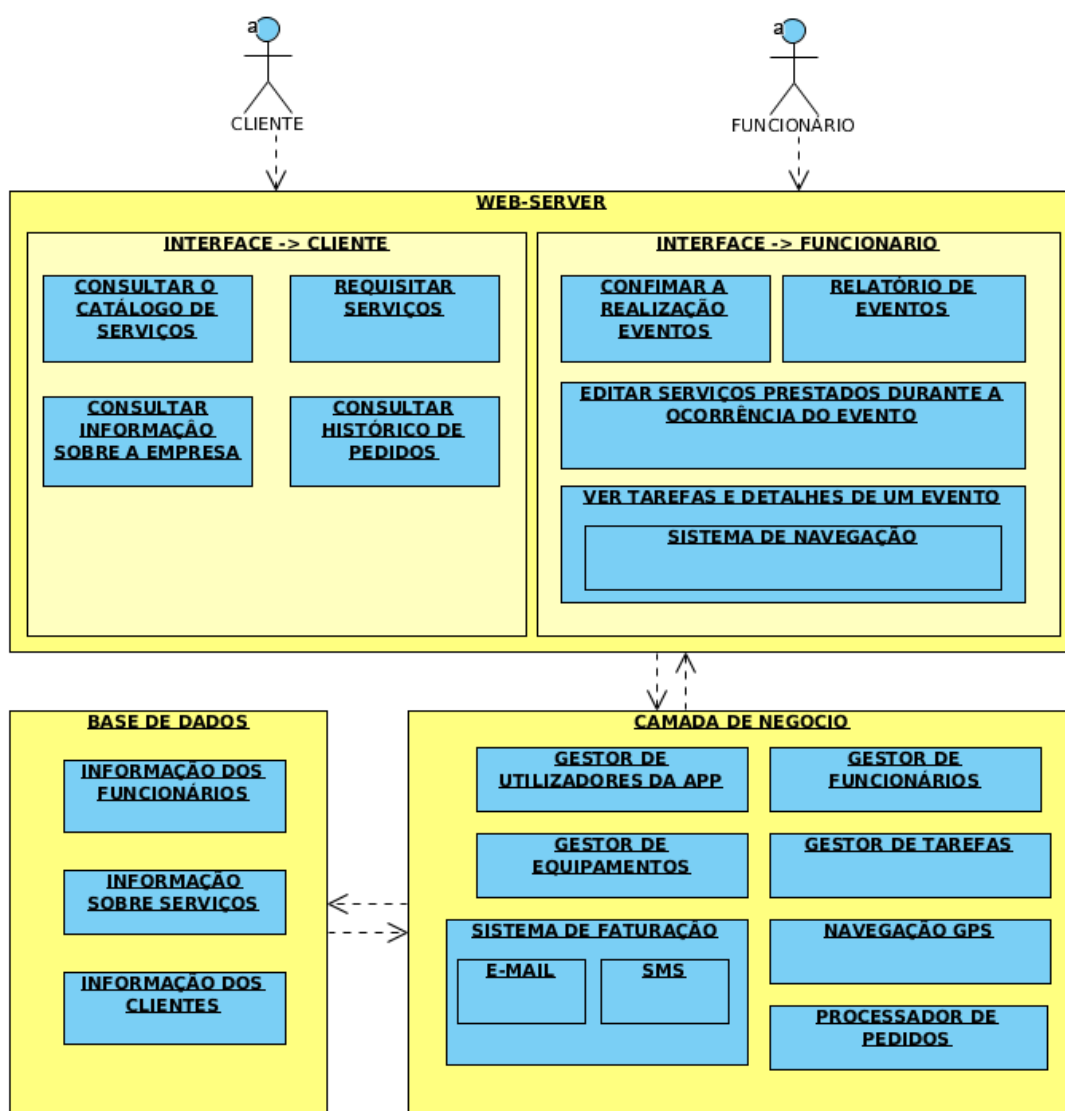 a
a
CLIENTE
FUNCIONÁRIO
WEB-SERVER
INTERFACE -> CLIENTE
CONSULTAR O
CATÁLOGO DE
SERVIÇOS
REQUISITAR
SERVIÇOS
CONSULTAR
INFORMAÇÂO
SOBRE A EMPRESA
CONSULTAR
HISTÓRICO DE
PEDIDOS
INTERFACE -> FUNCIONARIO
CONFIMAR A
REALIZAÇÃO
EVENTOS
RELATÓRIO DE
EVENTOS
EDITAR SERVIÇOS PRESTADOS DURANTE A
OCORRÊNCIA DO EVENTO
VER TAREFAS E DETALHES DE UM EVENTO
SISTEMA DE NAVEGAÇÃO
BASE DE DADOS
INFORMAÇÃO DOS
FUNCIONÁRIOS
INFORMAÇÃO
SOBRE SERVIÇOS
INFORMAÇÃO DOS
CLIENTES
CAMADA DE NEGOCIO
GESTOR DE
UTILIZADORES DA APP
GESTOR DE
FUNCIONÁRIOS
GESTOR DE
EQUIPAMENTOS
GESTOR DE TAREFAS
SISTEMA DE FATURAÇÃO
E-MAIL
SMS
NAVEGAÇÃO GPS
PROCESSADOR DE
PEDIDOS